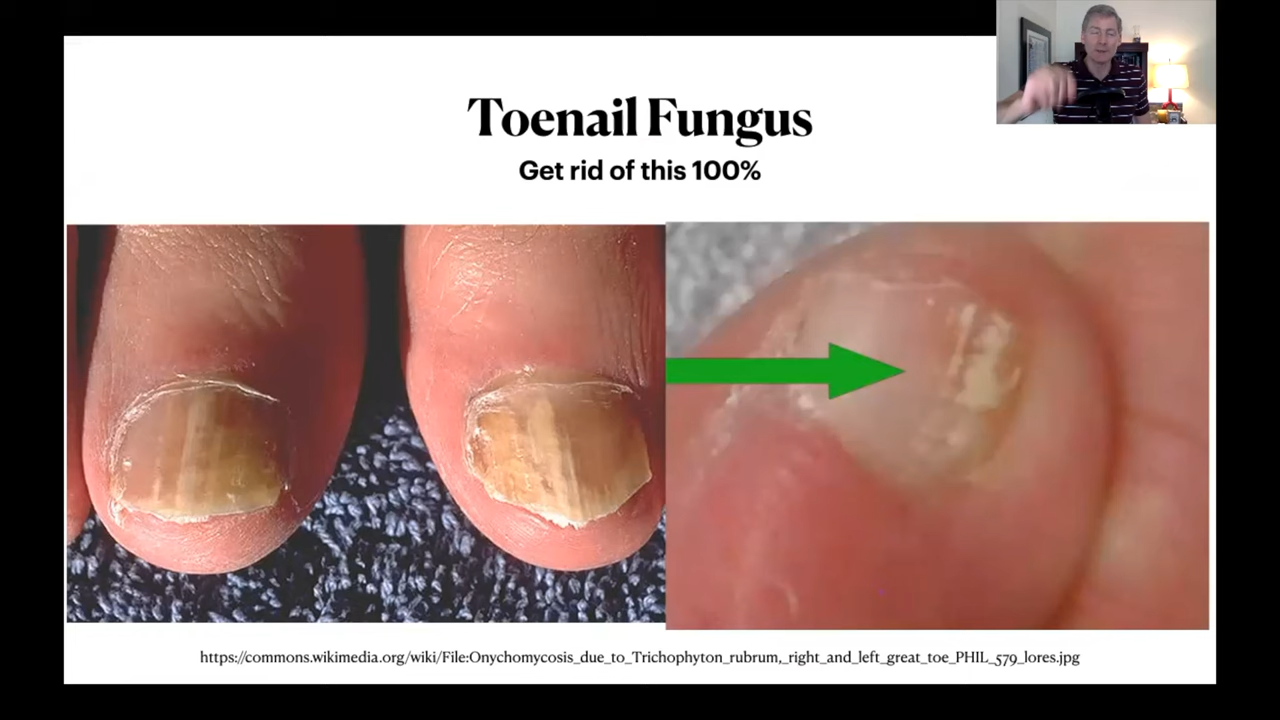 Toenail Fungus
Get rid of this 100%
https://commons.wikimedia.org/wiki/File:Onychomycosis_due_to_Trichophyton_rubrum,_right_and_left_great_toe_PHIL_579_lores.jpg